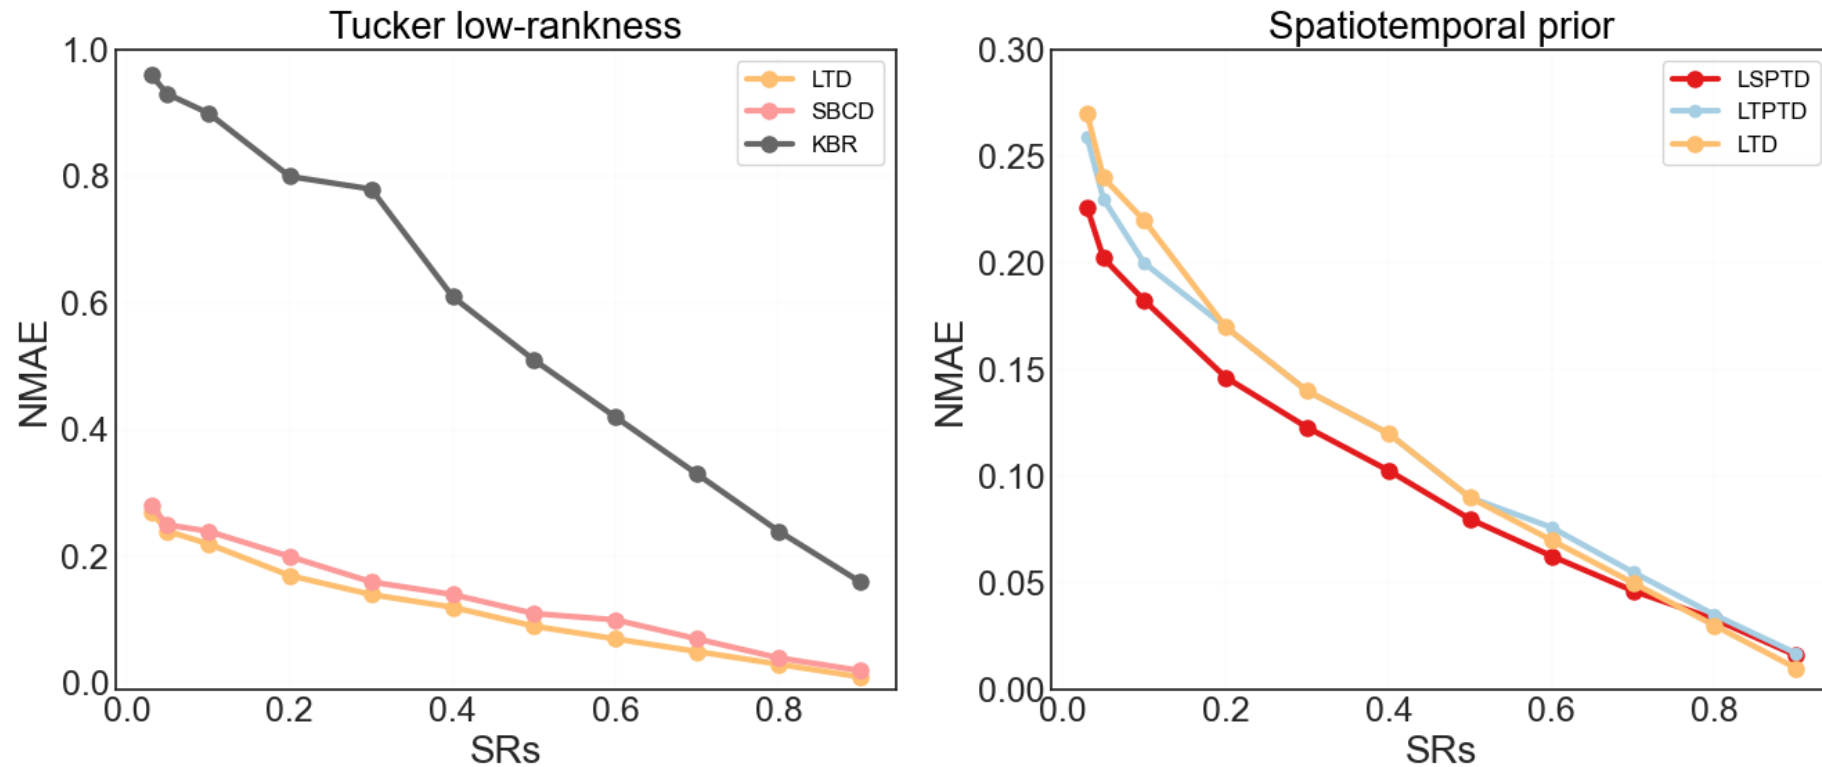 Tucker low-rankness
1.0
0.8
0.6
0.4
0.2
0.0
NMAE
LTD
SBCD
KBR
0.0 0.2 0.4 0.6 0.8
SRs
Spatiotemporal prior
0.30
0.25
0.20
0.15
0.10
0.05
0.00
NMAE
LSPTD
LTPTD
LTD
0.0 0.2 0.4 0.6 0.8
SRs